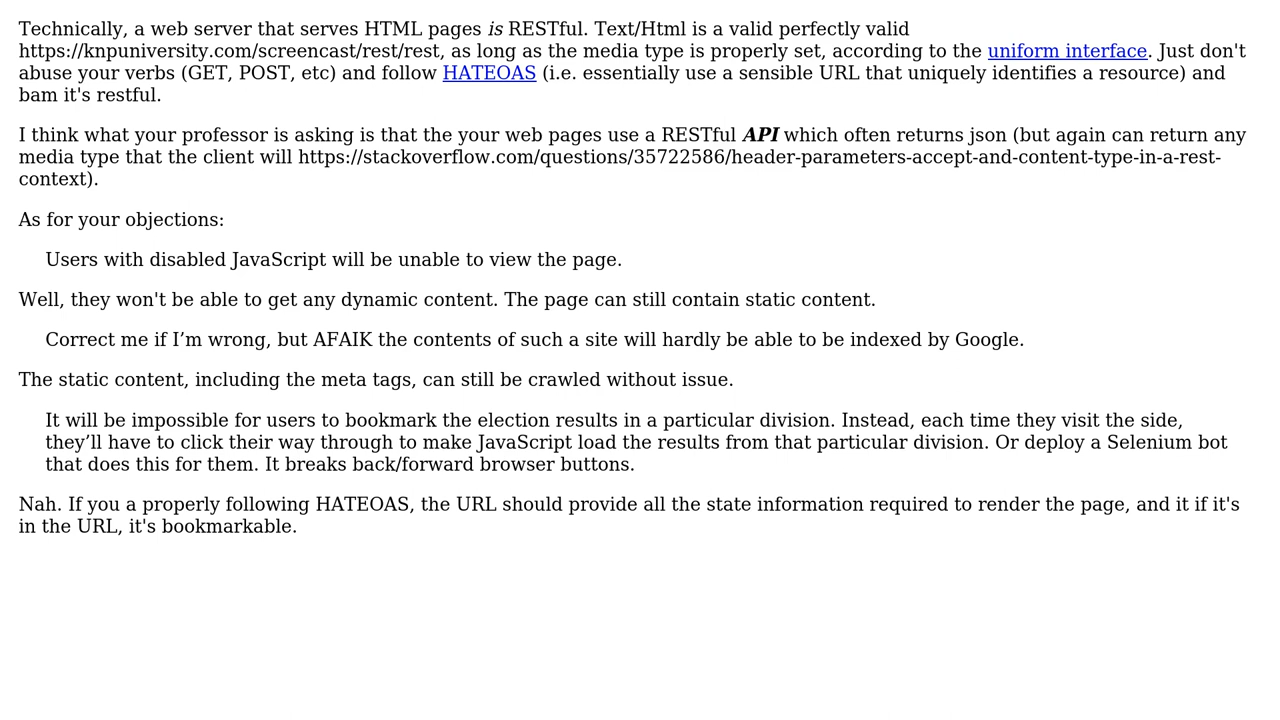 Technically, a web server that serves HTML pages is RESTful. Text/Html is a valid perfectly valid
https://knpuniversity.com/screencast/rest/rest, as long as the media type is properly set, according to the uniform interface. Just don't
abuse your verbs (GET, POST, etc) and follow HATEOAS (i.e. essentially use a sensible URL that uniquely identifies a resource) and
bam it's restful.
I think what your professor is asking is that the your web pages use a RESTful API which often returns json (but again can return any
media type that the client will https://stackoverflow.com/questions/35722586/header-parameters-accept-and-content-type-in-a-rest-
context).
As for your objections:
Users with disabled JavaScript will be unable to view the page.
Well, they won't be able to get any dynamic content. The page can still contain static content.
Correct me if I’m wrong, but AFAIK the contents of such a site will hardly be able to be indexed by Google.
The static content, including the meta tags, can still be crawled without issue.
It will be impossible for users to bookmark the election results in a particular division. Instead, each time they visit the side,
they’ll have to click their way through to make JavaScript load the results from that particular division. Or deploy a Selenium bot
that does this for them. It breaks back/forward browser buttons.
Nah. If you a properly following HATEOAS, the URL should provide all the state information required to render the page, and it if it's
in the URL, it's bookmarkable.